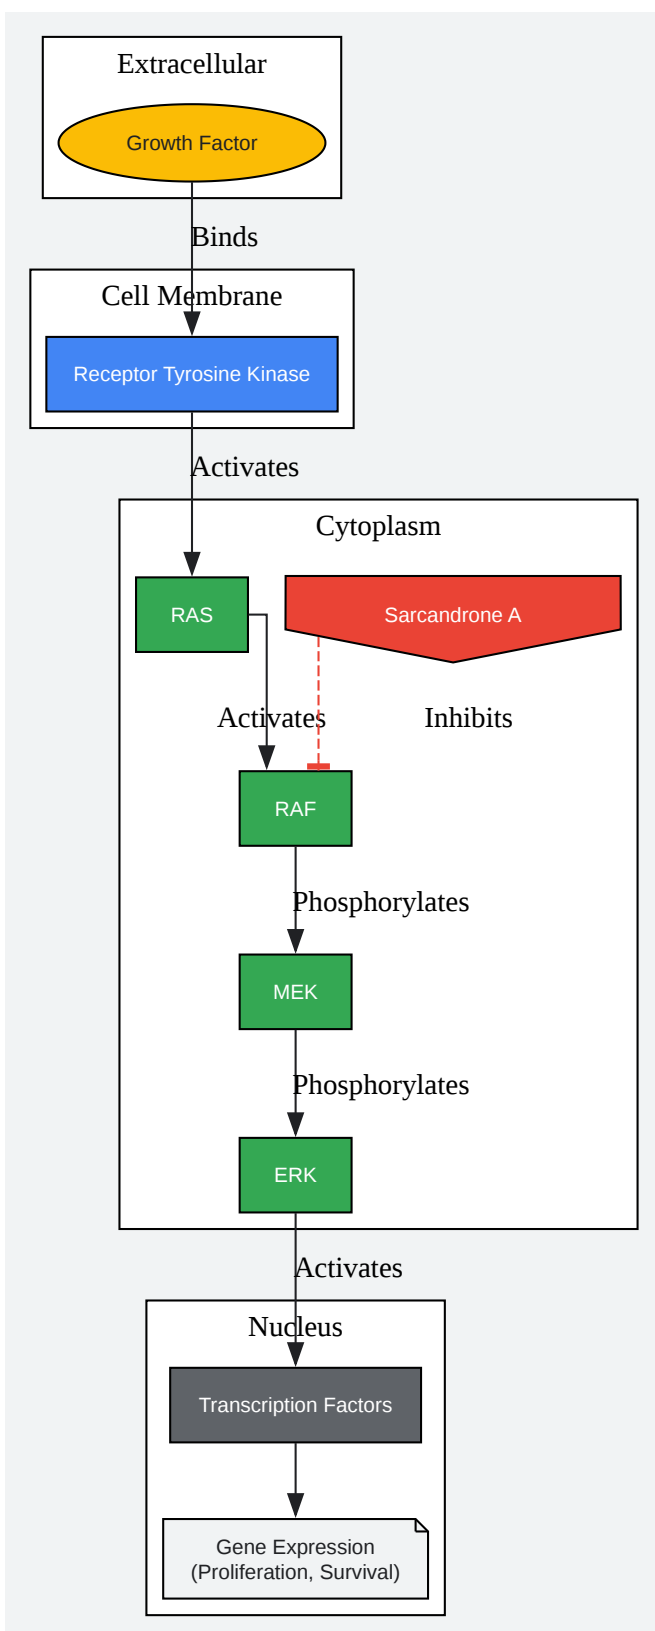 Extracellular
Growth Factor
Binds
Cell Membrane
Receptor Tyrosine Kinase
Activates
Cytoplasm
RAS
Sarcandrone A
Activates
Inhibits
RAF
Phosphorylates
MEK
Phosphorylates
ERK
Activates
Nucleus
Transcription Factors
Gene Expression
(Proliferation, Survival)